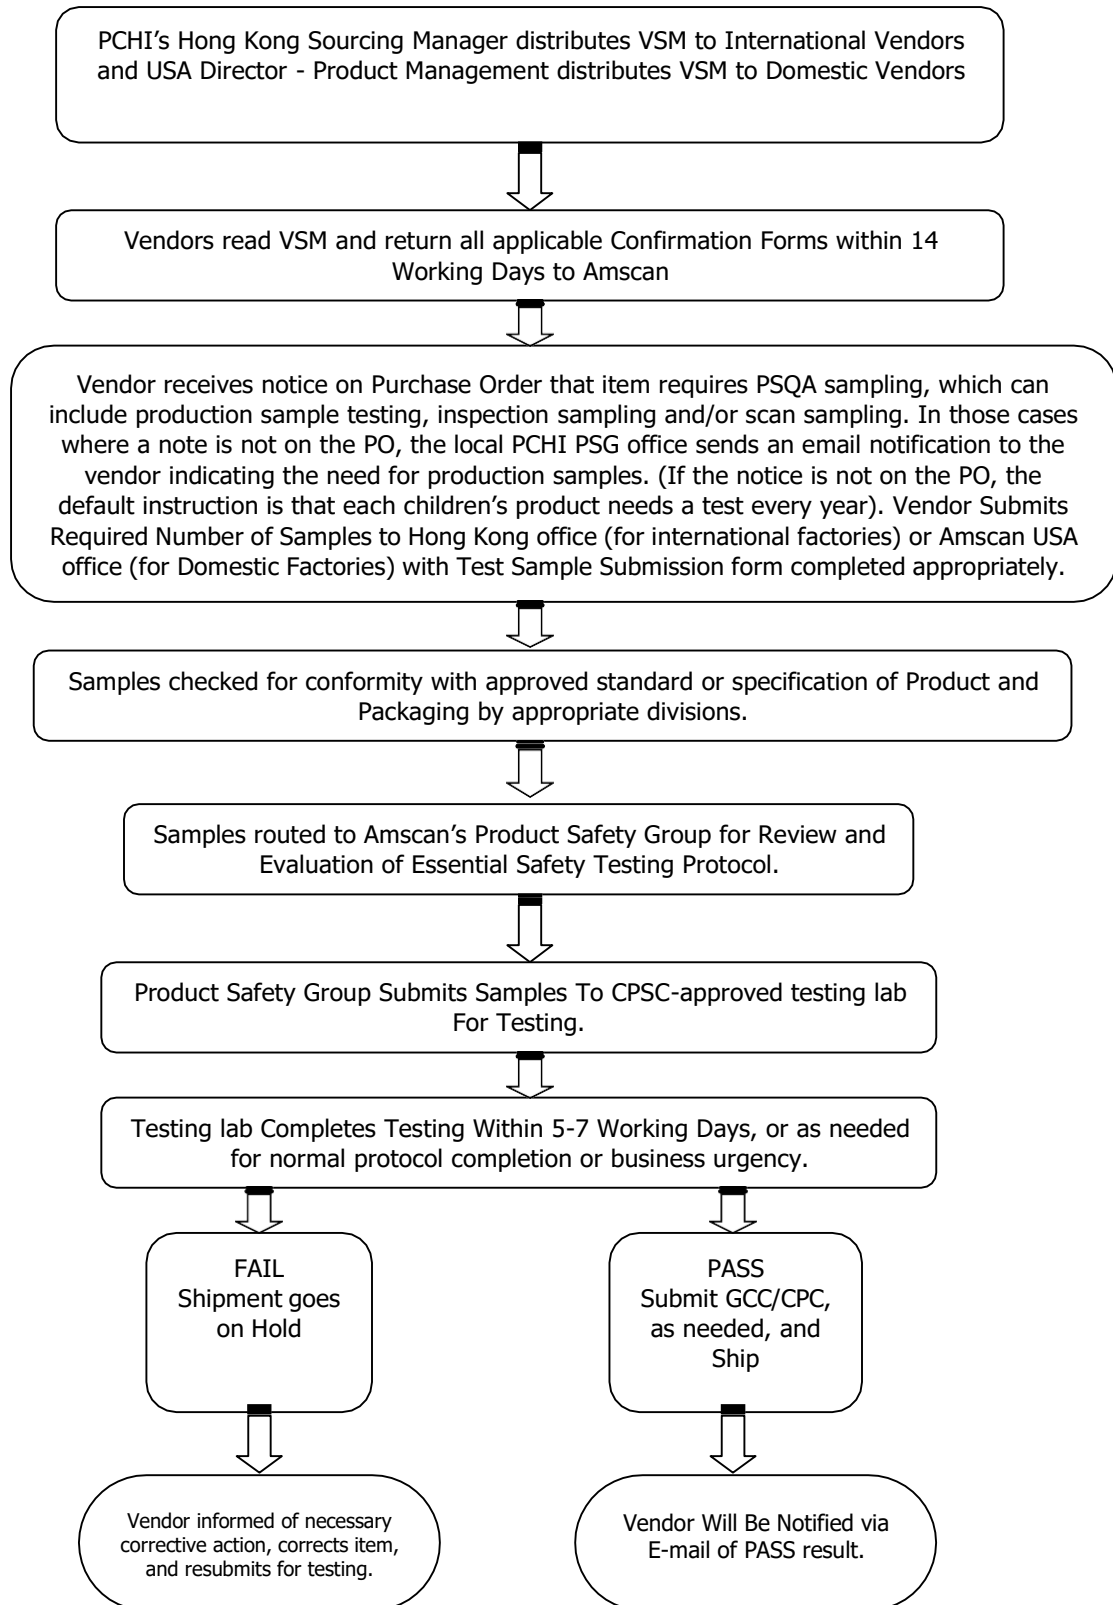 PCHI’s Hong Kong Sourcing Manager distributes VSM to International Vendors
and USA Director - Product Management distributes VSM to Domestic Vendors
Vendors read VSM and return all applicable Confirmation Forms within 14
Working Days to Amscan
Vendor receives notice on Purchase Order that item requires PSQA sampling, which can
include production sample testing, inspection sampling and/or scan sampling. In those cases
where a note is not on the PO, the local PCHI PSG office sends an email notification to the
vendor indicating the need for production samples. (If the notice is not on the PO, the
default instruction is that each children’s product needs a test every year). Vendor Submits
Required Number of Samples to Hong Kong office (for international factories) or Amscan USA
office (for Domestic Factories) with Test Sample Submission form completed appropriately.
Samples checked for conformity with approved standard or specification of Product and
Packaging by appropriate divisions.
Samples routed to Amscan’s Product Safety Group for Review and
Evaluation of Essential Safety Testing Protocol.
Product Safety Group Submits Samples To CPSC-approved testing lab
For Testing.
Testing lab Completes Testing Within 5-7 Working Days, or as needed
for normal protocol completion or business urgency.
FAIL
Shipment goes
on Hold
PASS
Submit GCC/CPC,
as needed, and
Ship
Vendor informed of necessary
corrective action, corrects item,
and resubmits for testing.
Vendor Will Be Notified via
E-mail of PASS result.